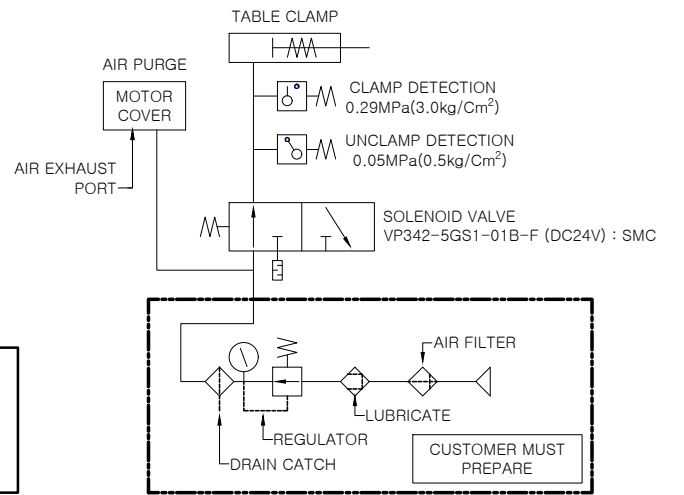 TABLE CLAMP
AIR PURGE
MOTOR
COVER
CLAMP DETECTION
0.29MPa(3.0kg/Cm²)
UNCLAMP DETECTION
0.05MPa(0.5kg/Cm²)
AIR EXHAUST
PORT
SOLENOID VALVE
VP342-5GS1-01B-F (DC24V) : SMC
AIR FILTER
LUBRICATE
REGULATOR
DRAIN CATCH
CUSTOMER MUST
PREPARE